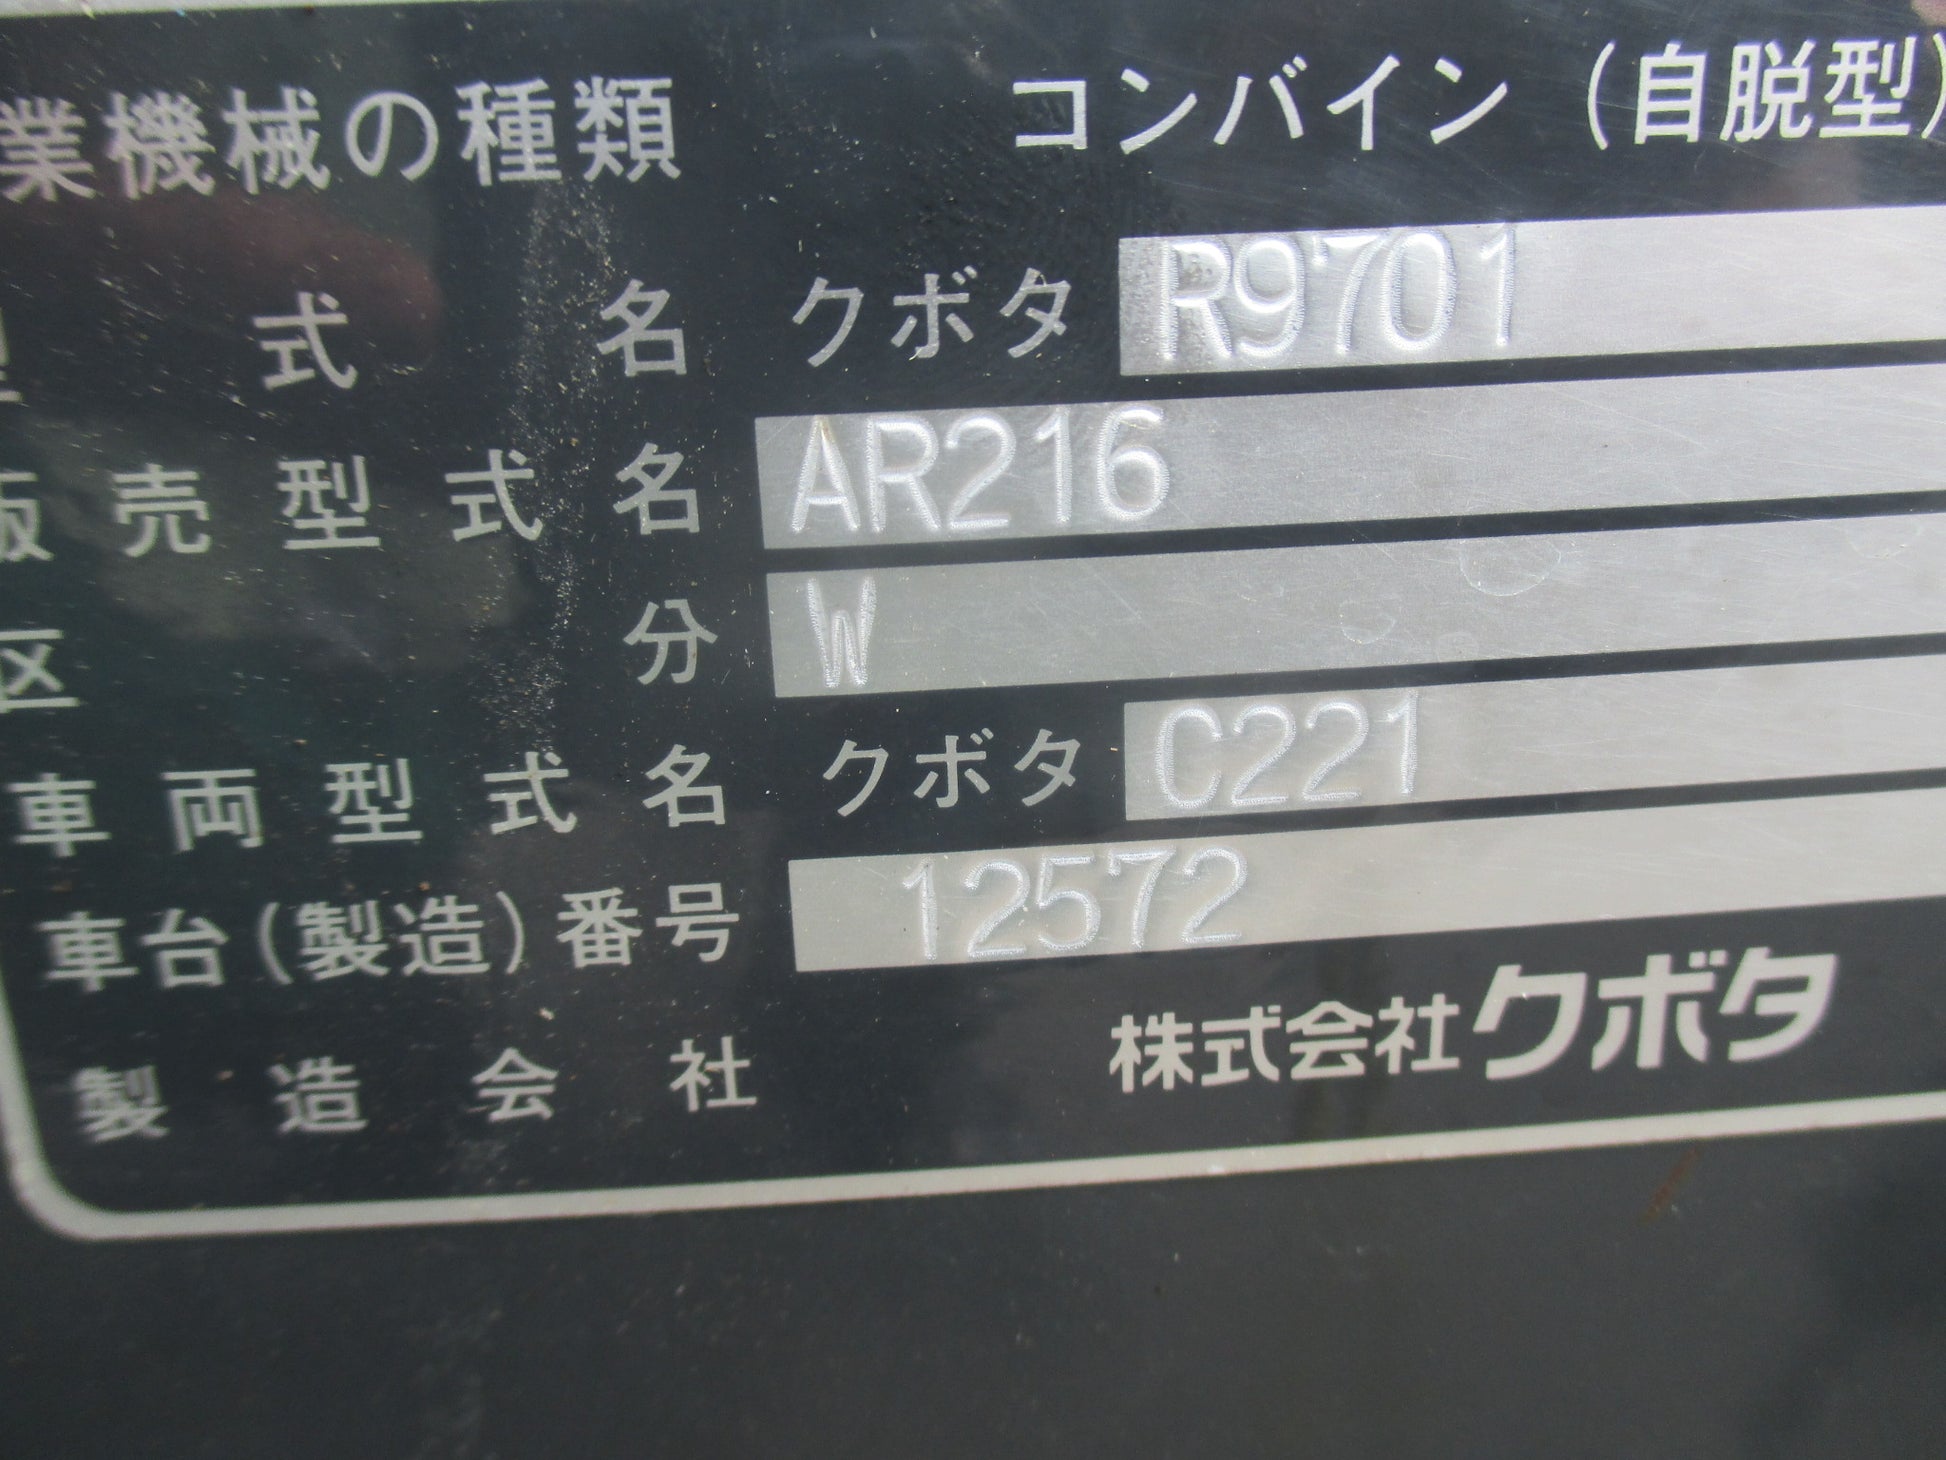 業機械の種類 コンバイン(自脱型)
型式名 クボタ R9701
販売型式名 AR216
区分 W
車両型式名 クボタ C221
車台(製造)番号 12572
製造会社 株式会社クボタ